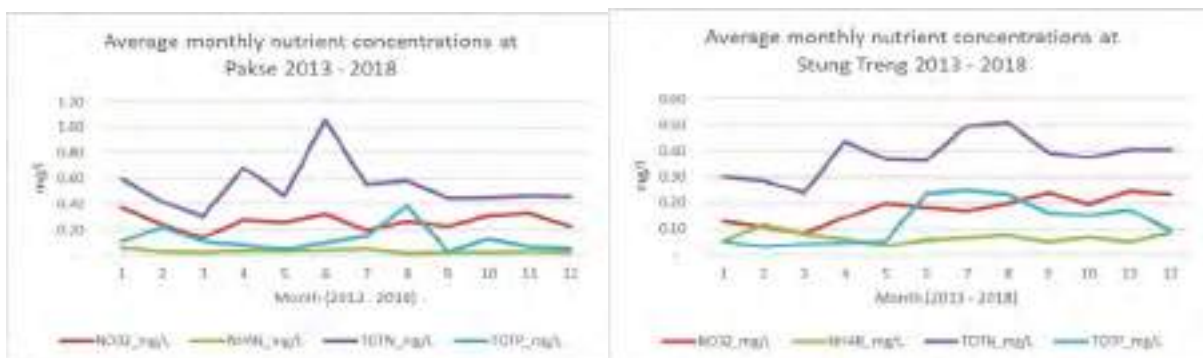 Average monthly nutrient concentrations at
Pakse 2013 - 2018
1.20
1.00
0.80
0.60
0.40
0.20
-
mg/l
1 2 3 4 5 6 7 8 9 10 11 12
Month (2013 - 2018)
NO32_mg/L NH4N_mg/L TOTN_mg/L TOTP_mg/L
Average monthly nutrient concentrations at
Stung Treng 2013 - 2018
0.60
0.50
0.40
0.30
0.20
0.10
-
mg/l
1 2 3 4 5 6 7 8 9 10 11 12
Month (2013 - 2018)
NO32_mg/L NH4N_mg/L TOTN_mg/L TOTP_mg/L